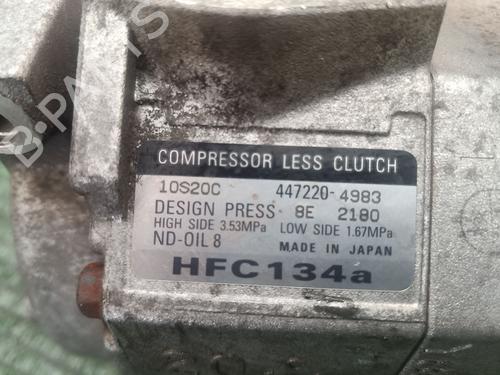 B-PARTS
COMPRESSOR LESS CLUTCH
10S20C 447220-4983
DESIGN PRESS 8E 2180
HIGH SIDE 3.53MPa LOW SIDE 1.67MPa
ND-OIL 8 MADE IN JAPAN
HFC134a